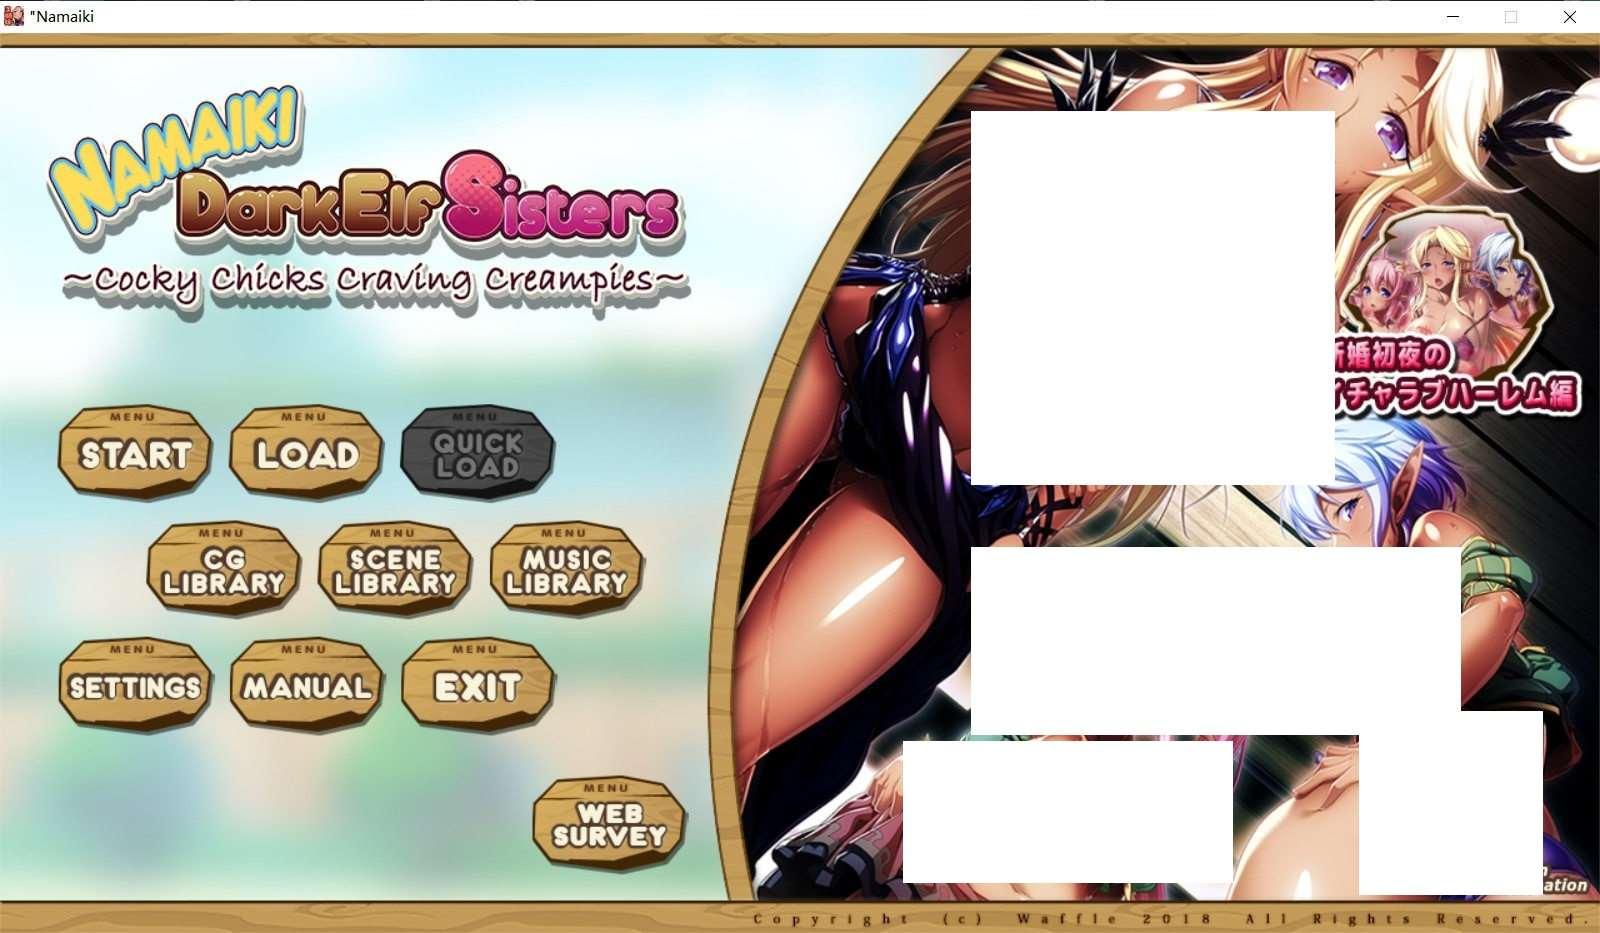 "Namaiki
NAMAIKI
DarkElf Sisters
~Cocky Chicks Craving Creampies~
婚初夜の
イチャラブハーレム編
MENU
START
MENU
LOAD
MENU
QUICK
LOAD
MENU
CG
LIBRARY
MENU
SCENE
LIBRARY
MENU
MUSIC
LIBRARY
MENU
SETTINGS
MENU
MANUAL
MENU
EXIT
MENU
WEB
SURVEY
Copyright (c) Waffle 2018 All Rights Reserved.